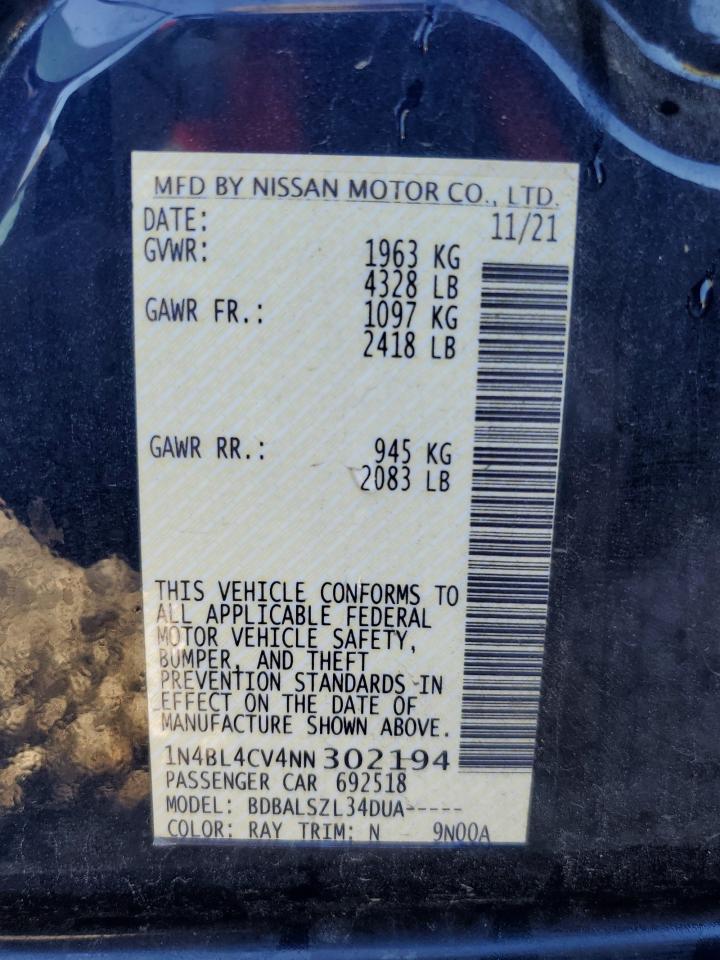 MFD BY NISSAN MOTOR CO., LTD.
DATE: 11/21
GVWR: 1963 KG
4328 LB
GAWR FR.: 1097 KG
2418 LB
GAWR RR.: 945 KG
2083 LB
THIS VEHICLE CONFORMS TO
ALL APPLICABLE FEDERAL
MOTOR VEHICLE SAFETY,
BUMPER, AND THEFT
PREVENTION STANDARDS IN
EFFECT ON THE DATE OF
MANUFACTURE SHOWN ABOVE.
1N4BL4CV4NN302194
PASSENGER CAR 692518
MODEL: BDBALSZL34DUA-----
COLOR: RAY TRIM: N 9N00A